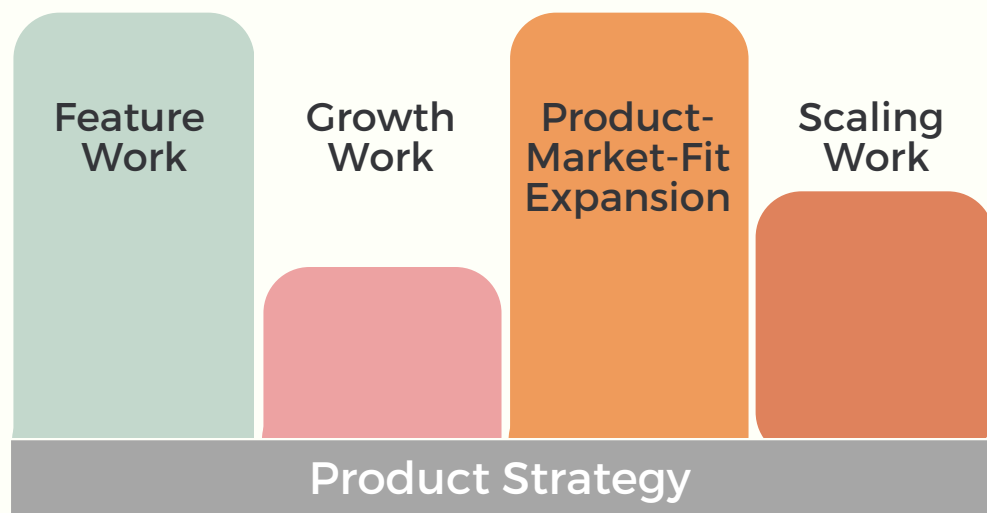 Feature
Work
Growth
Work
Product-
Market-Fit
Expansion
Scaling
Work
Product Strategy